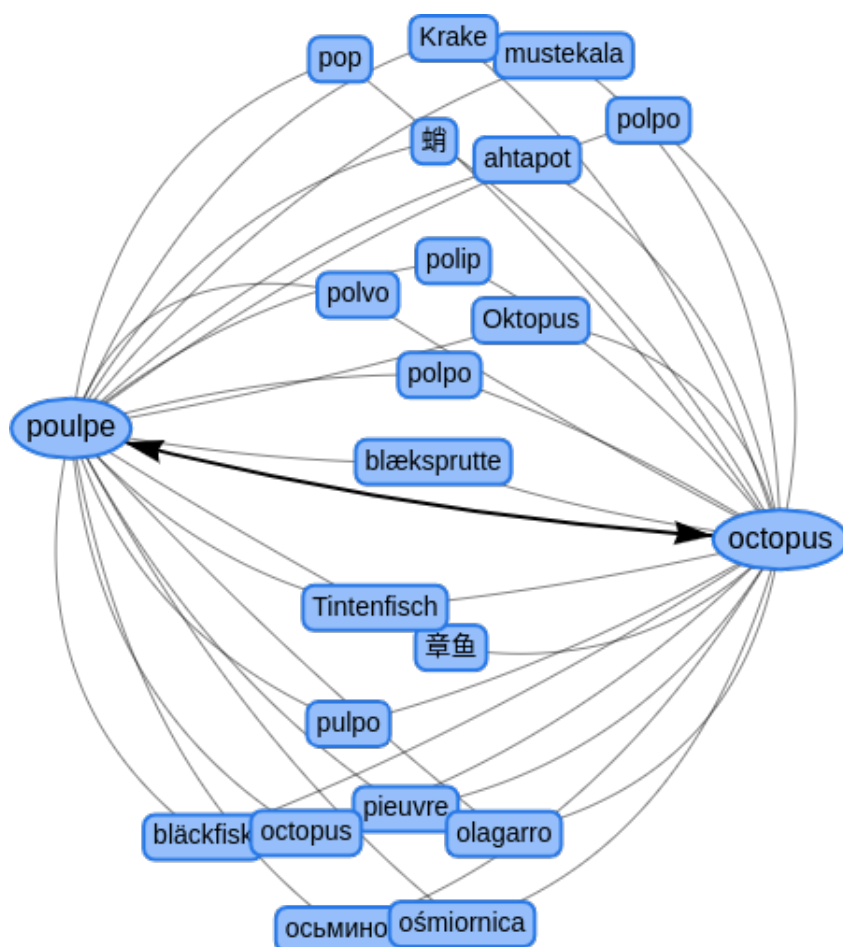 Krake
mustekala
pop
polpo
蛸
ahtapot
polip
polvo
Oktopus
polpo
poulpe
blæksprutte
octopus
Tintenfisch
章鱼
pulpo
pieuvre
bläckfisk
octopus
olagarro
осьмино
ośmiornica